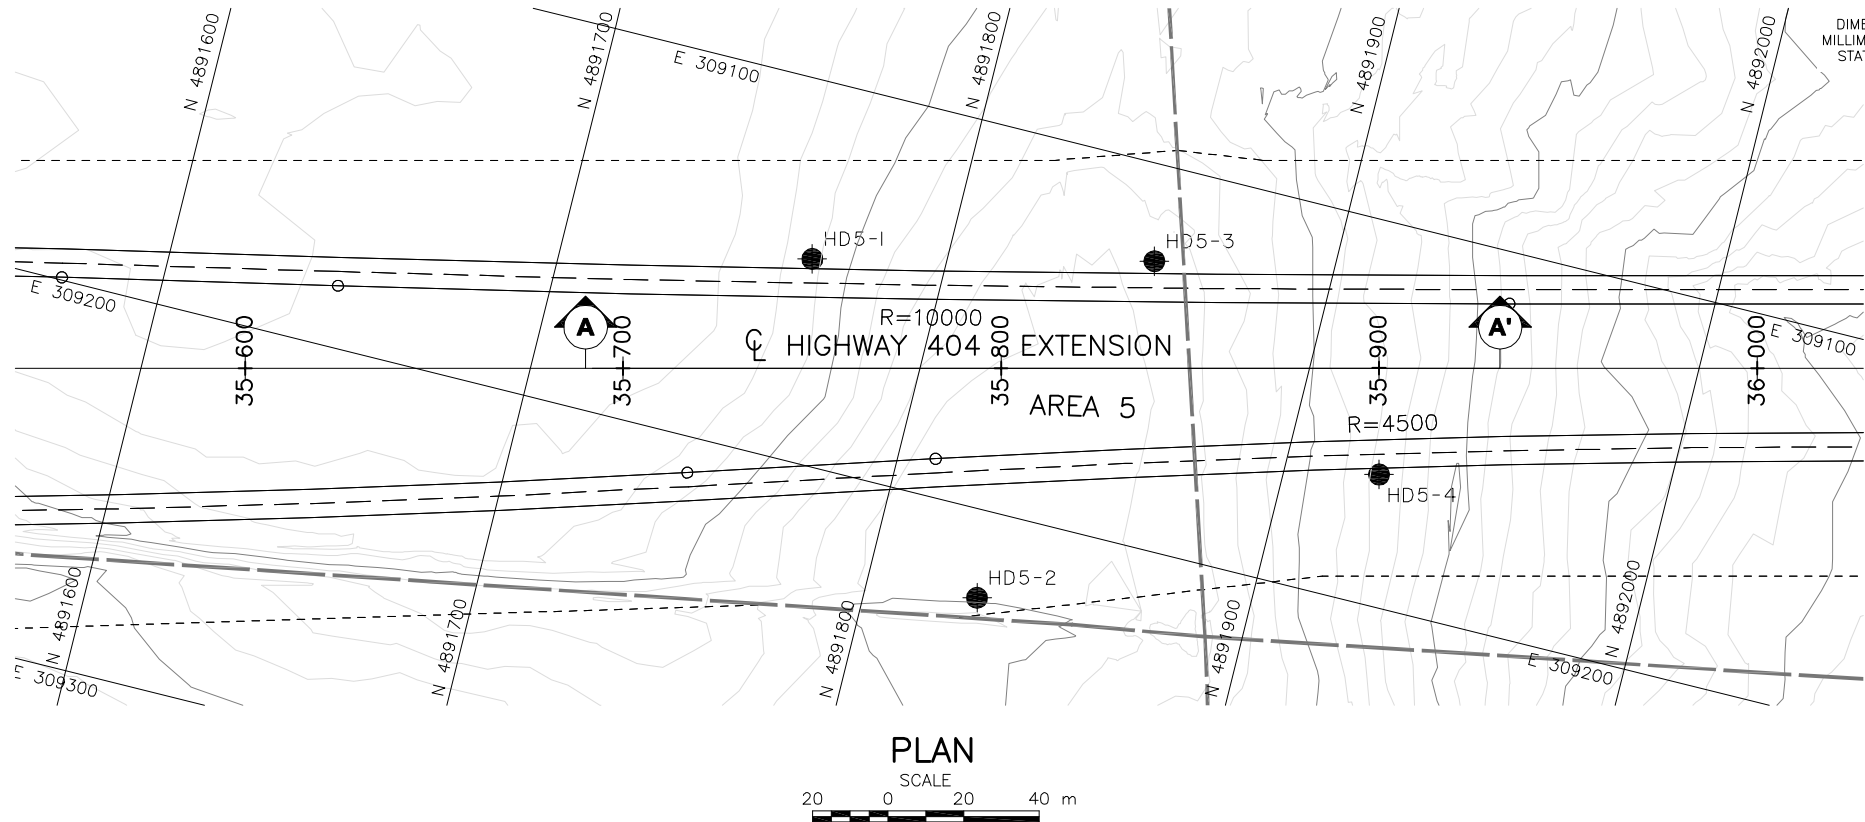 N 4891600
N 4891700
N 4891800
N 4891900
N 4892000
E 309100
HD5-1
HD5-3
E 309200
A
A'
R=10000
℄ HIGHWAY 404 EXTENSION
E 309100
35+600
35+700
35+800
35+900
36+000
AREA 5
R=4500
HD5-4
HD5-2
N 4891600
N 4891700
N 4891800
N 4891900
N 4892000
E 309300
E 309200
PLAN
SCALE
20 0 20 40 m